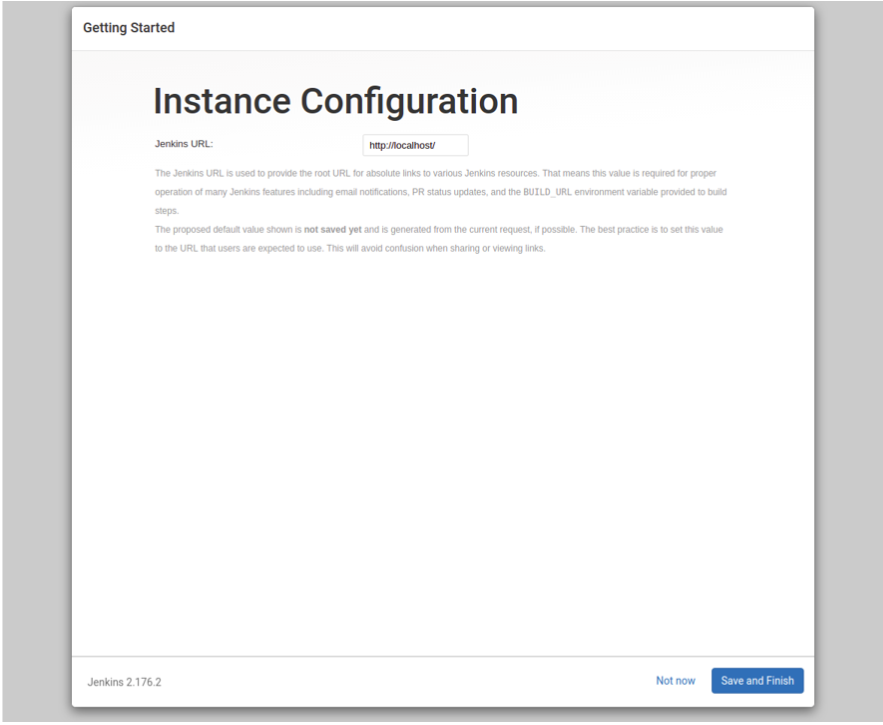 Getting Started
Instance Configuration
Jenkins URL: http://localhost/
The Jenkins URL is used to provide the root URL for absolute links to various Jenkins resources. That means this value is required for proper
operation of many Jenkins features including email notifications, PR status updates, and the BUILD_URL environment variable provided to build
steps.
The proposed default value shown is not saved yet and is generated from the current request, if possible. The best practice is to set this value
to the URL that users are expected to use. This will avoid confusion when sharing or viewing links.
Jenkins 2.176.2 Not now Save and Finish